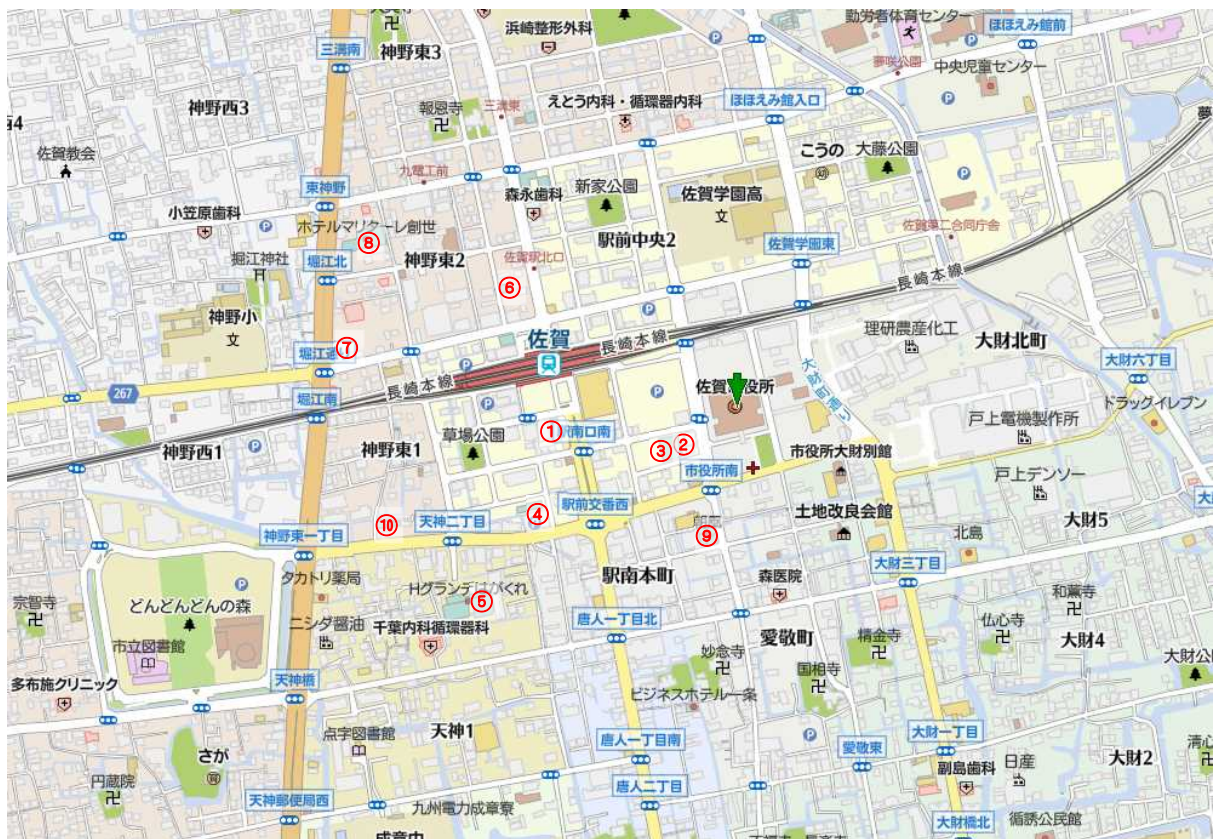 浜崎整形外科
勤労者体育センター
ほほえみ館前
三溝南
神野東3
夢咲公園
中央児童センター
神野西3
報恩寺
三溝東
えとう内科・循環器内科
ほほえみ館入口
佐賀教会
九電工前
こうの
大藤公園
東神野
森永歯科
新家公園
佐賀学園高
小笠原歯科
ホテルマリターレ創世
⑧
駅前中央2
佐賀学園東
佐賀第二合同庁舎
堀江神社
堀江北
神野東2
佐賀駅北口
⑥
長崎本線
神野小
佐賀
長崎本線
理研農産化工
大財北町
⑦
267
長崎本線
佐賀市役所
大財町通り
大財六丁目
堀江南
ドラッグイレブン
神野西1
神野東1
草場公園
①
駅南口南
③
②
戸上電機製作所
市役所南
市役所大財別館
戸上デンソー
④
駅前交番西
土地改良会館
⑩
天神二丁目
神野東一丁目
⑨
北島
大財5
タカトリ薬局
Hグランデはがくれ
駅南本町
森医院
大財三丁目
宗智寺
どんどんどんの森
⑤
ニシダ醤油
千葉内科循環器科
唐人一丁目北
愛敬町
精金寺
仏心寺
和薫寺
大財4
市立図書館
多布施クリニック
天神橋
妙念寺
国相寺
ビジネスホテル一条
点字図書館
天神1
唐人一丁目南
愛敬東
大財一丁目
大財2
さが
日産
副島歯科
円蔵院
天神郵便局西
九州電力成章寮
唐人二丁目
大財橋北
循誘公民館
成章中